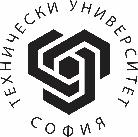 ТЕХНИЧЕСКИ УНИВЕРСИТЕТ
СОФИЯ